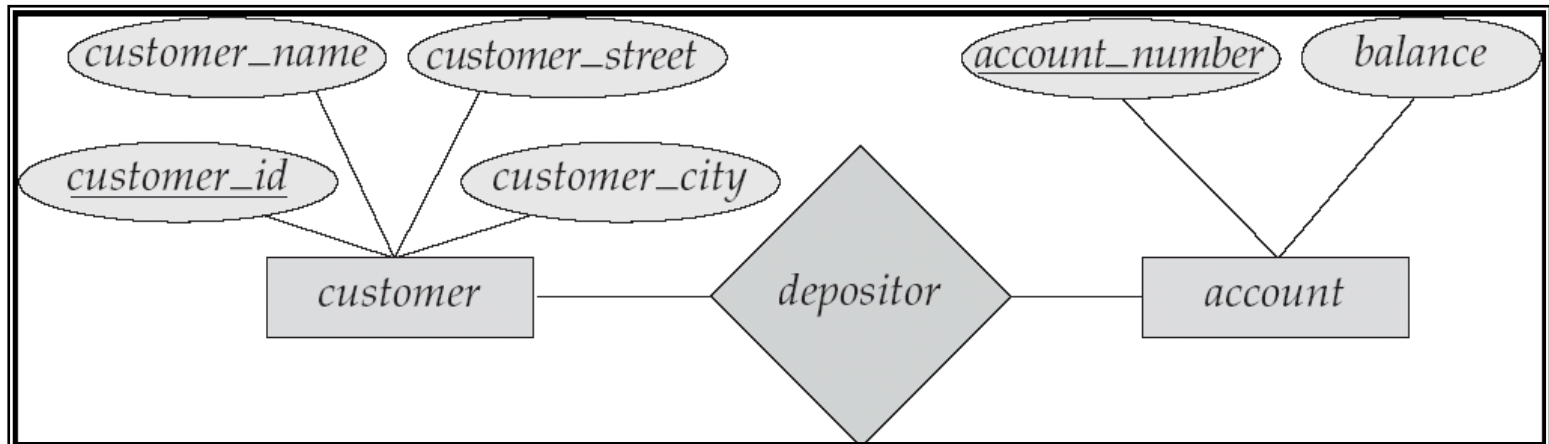 customer_name
customer_street
account_number
balance
customer_id
customer_city
customer
depositor
account